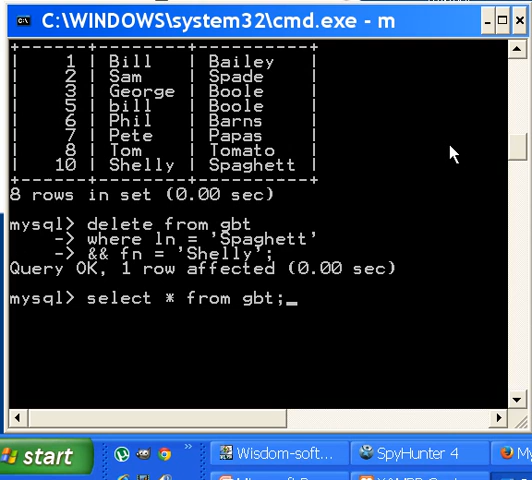 C:\WINDOWS\system32\cmd.exe - m
+--------+---------+----------+
| 1 | Bill | Bailey |
| 2 | Sam | Spade |
| 3 | George | Boole |
| 5 | bill | Boole |
| 6 | Phil | Barns |
| 7 | Pete | Papas |
| 8 | Tom | Tomato |
| 10 | Shelly | Spaghett |
+--------+---------+----------+
8 rows in set (0.00 sec)
mysql> delete from gbt
-> where ln = 'Spaghett'
-> && fn = 'Shelly';
Query OK, 1 row affected (0.00 sec)
mysql> select * from gbt;_
start
Wisdom-soft...
SpyHunter 4
My